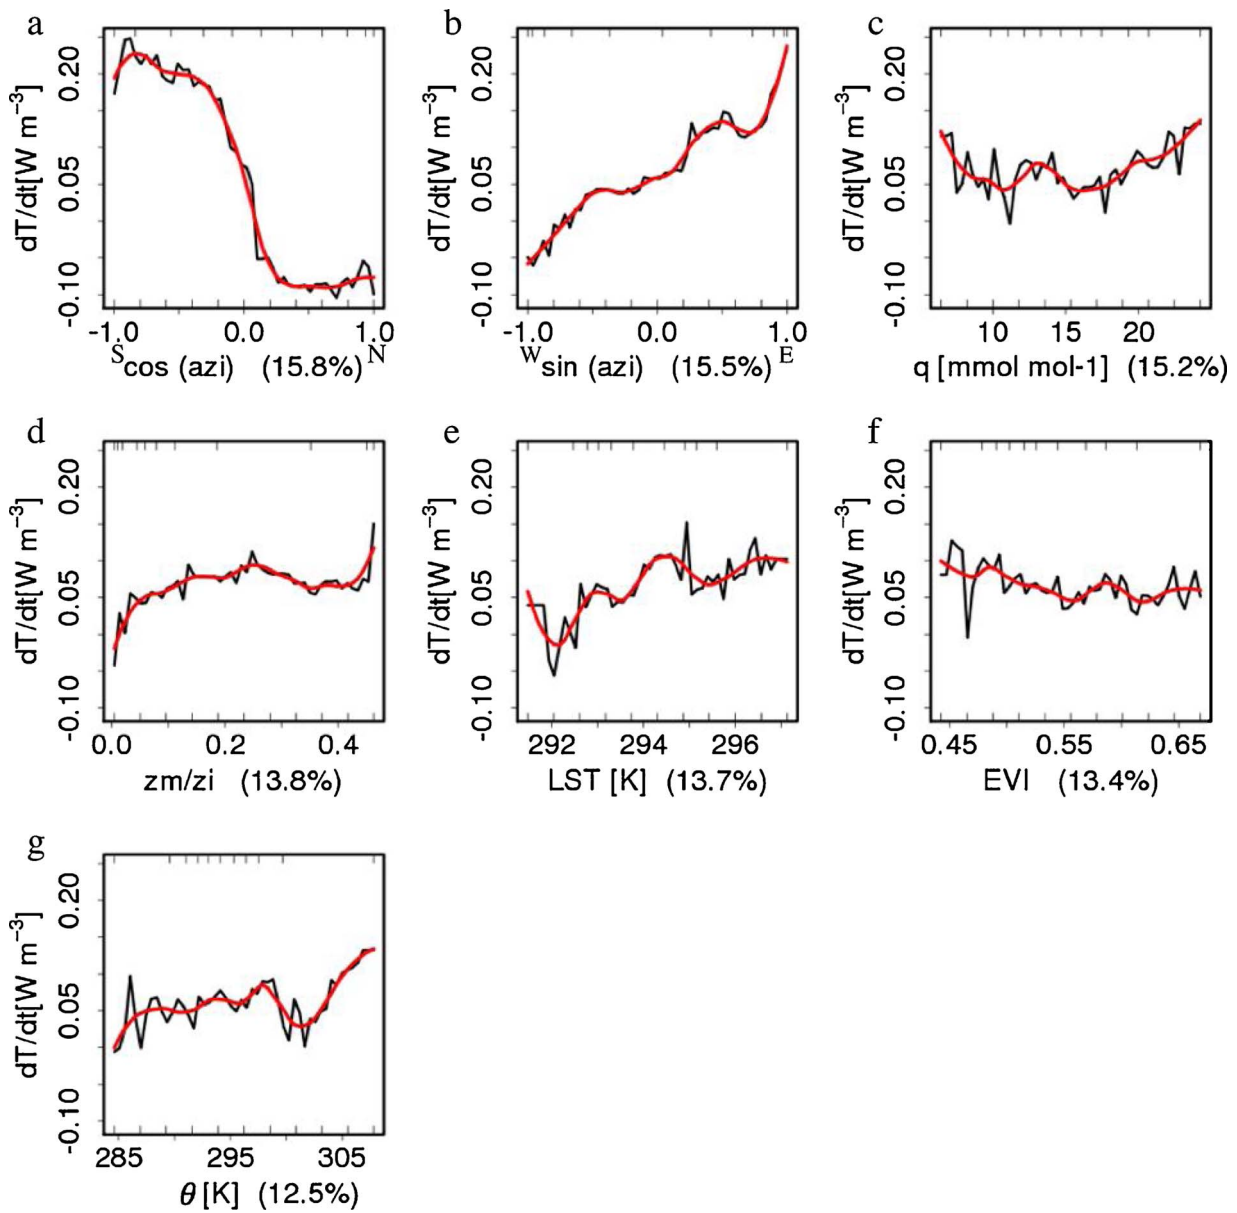 a
dT/dt[W m−3]
0.20
0.05
-0.10
-1.0 0.0 1.0
S cos (azi) (15.8%) N
b
dT/dt[W m−3]
0.20
0.05
-0.10
-1.0 0.0 1.0
W sin (azi) (15.5%) E
c
dT/dt[W m−3]
0.20
0.05
-0.10
10 15 20
q [mmol mol-1] (15.2%)
d
dT/dt[W m−3]
0.20
0.05
-0.10
0.0 0.2 0.4
zm/zi (13.8%)
e
dT/dt[W m−3]
0.20
0.05
-0.10
292 294 296
LST [K] (13.7%)
f
dT/dt[W m−3]
0.20
0.05
-0.10
0.45 0.55 0.65
EVI (13.4%)
g
dT/dt[W m−3]
0.20
0.05
-0.10
285 295 305
θ [K] (12.5%)